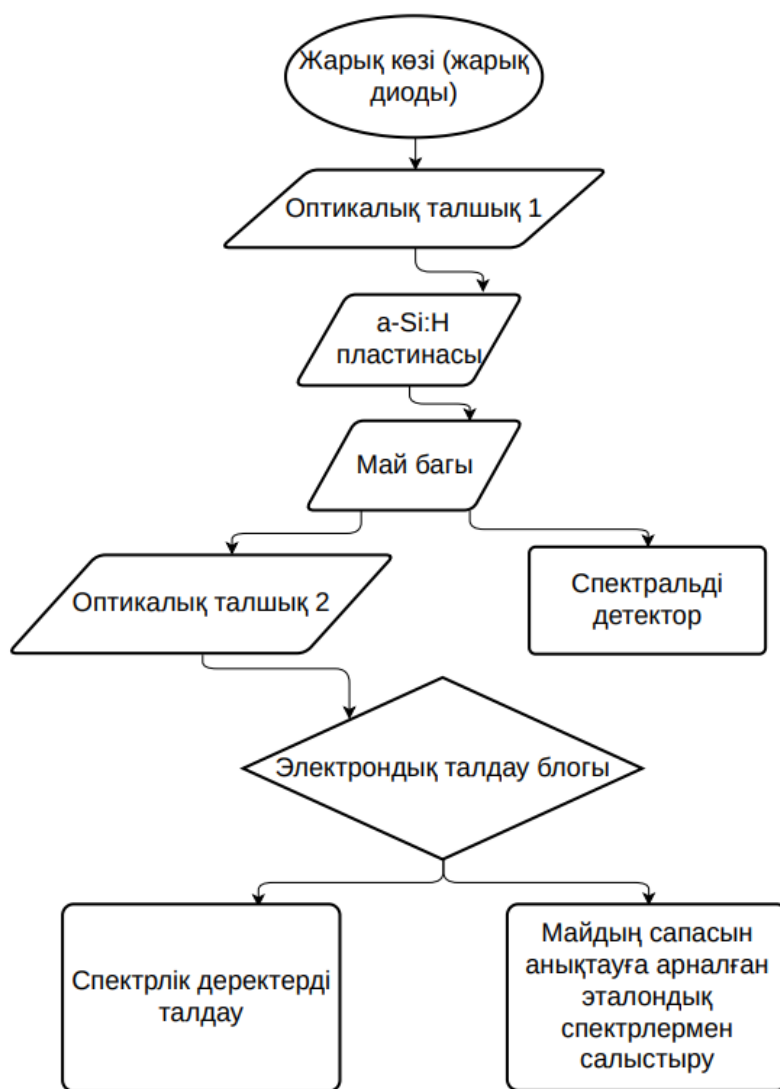 Жарық көзі (жарық
диоды)
Оптикалық талшық 1
a-Si:H
пластинасы
Май багы
Оптикалық талшық 2
Спектральді
детектор
Электрондық талдау блогы
Спектрлік деректерді
талдау
Майдың сапасын
анықтауға арналған
эталондық
спектрлермен
салыстыру